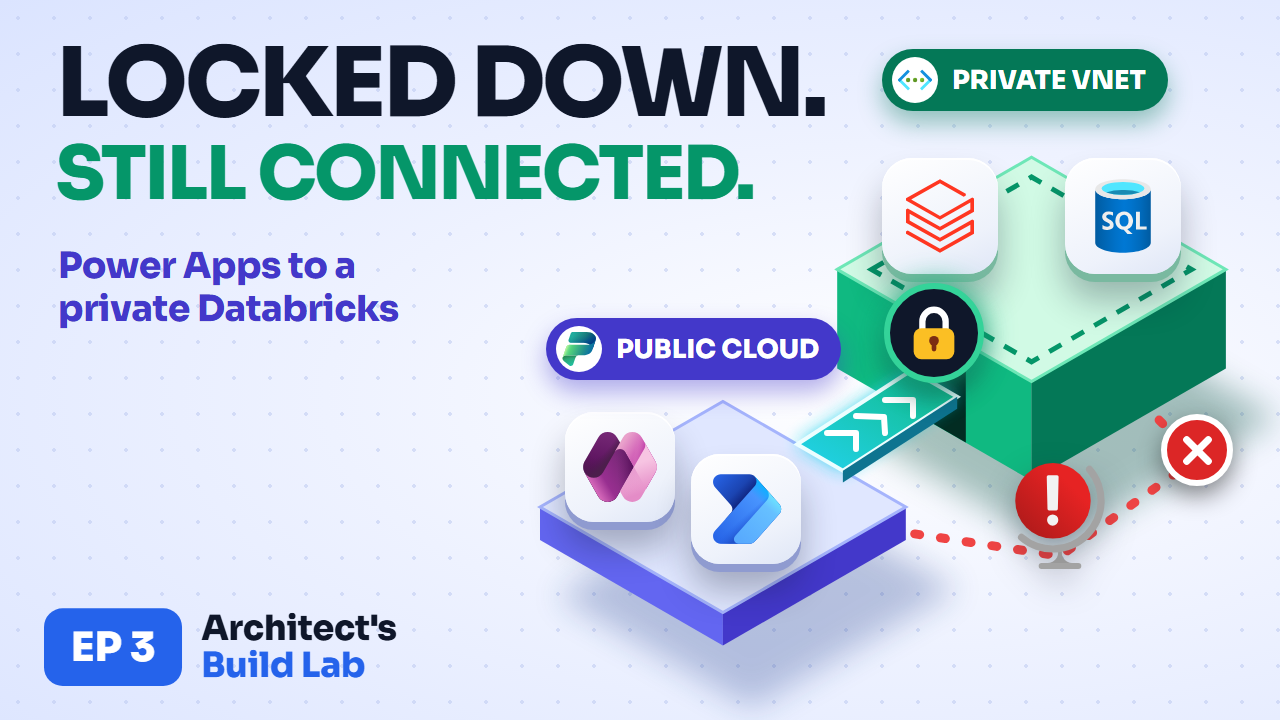 LOCKED DOWN.
STILL CONNECTED.
Power Apps to a
private Databricks
PRIVATE VNET
SQL
PUBLIC CLOUD
EP 3
Architect's
Build Lab